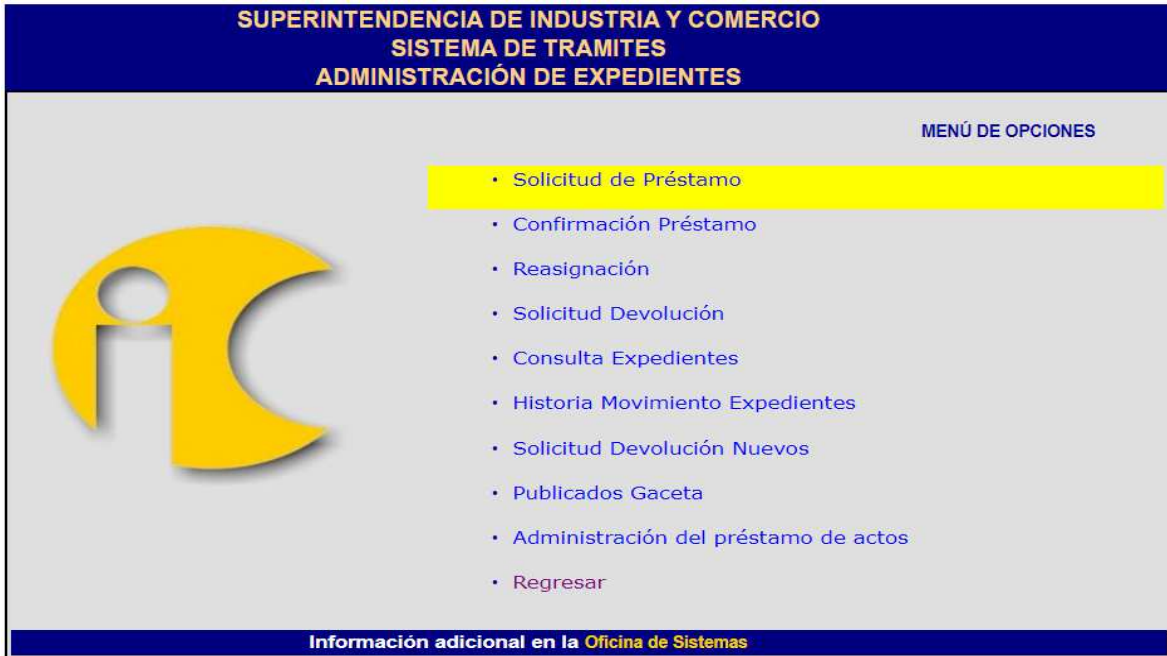 SUPERINTENDENCIA DE INDUSTRIA Y COMERCIO
SISTEMA DE TRAMITES
ADMINISTRACIÓN DE EXPEDIENTES
MENÚ DE OPCIONES
• Solicitud de Préstamo
• Confirmación Préstamo
• Reasignación
• Solicitud Devolución
• Consulta Expedientes
• Historia Movimiento Expedientes
• Solicitud Devolución Nuevos
• Publicados Gaceta
• Administración del préstamo de actos
• Regresar
Información adicional en la Oficina de Sistemas